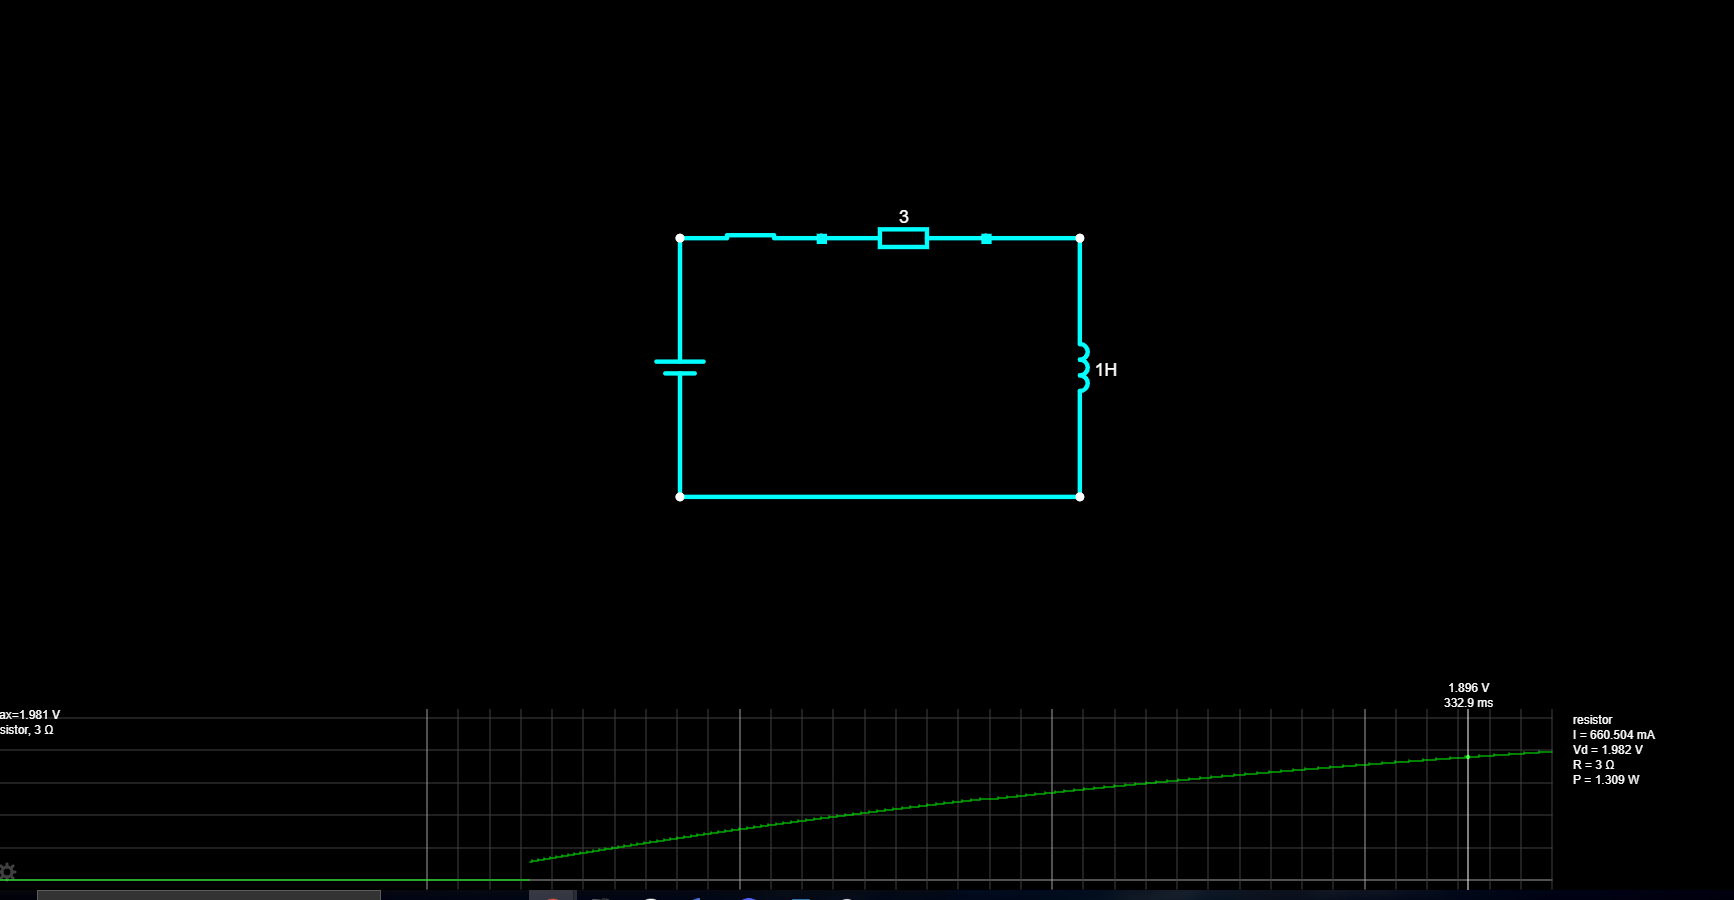 3
1H
1.896 V
332.9 ms
ax=1.981 V
sistor, 3 Ω
resistor
I = 660.504 mA
Vd = 1.982 V
R = 3 Ω
P = 1.309 W